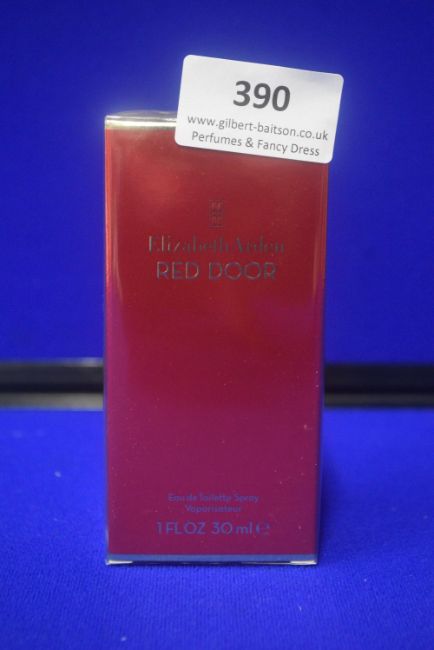 390
www.gilbert-baitson.co.uk
Perfumes & Fancy Dress
Elizabeth Arden
RED DOOR
Eau de Toilette Spray
Vaporisateur
1 FL OZ 30 ml ℮